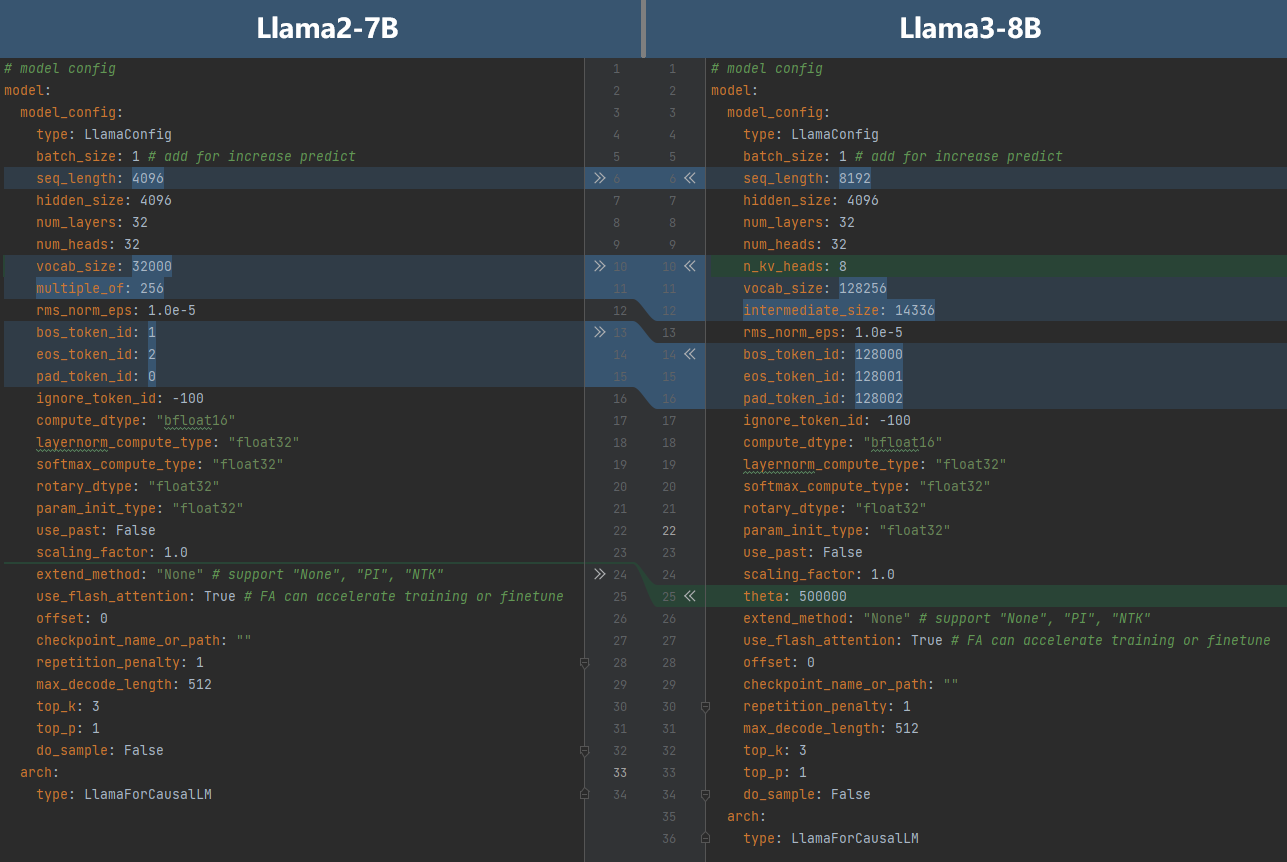 Llama2-7B
# model config
model:
  model_config:
    type: LlamaConfig
    batch_size: 1 # add for increase predict
    seq_length: 4096
    hidden_size: 4096
    num_layers: 32
    num_heads: 32
    vocab_size: 32000
    multiple_of: 256
    rms_norm_eps: 1.0e-5
    bos_token_id: 1
    eos_token_id: 2
    pad_token_id: 0
    ignore_token_id: -100
    compute_dtype: "bfloat16"
    layernorm_compute_type: "float32"
    softmax_compute_type: "float32"
    rotary_dtype: "float32"
    param_init_type: "float32"
    use_past: False
    scaling_factor: 1.0
    extend_method: "None" # support "None", "PI", "NTK"
    use_flash_attention: True # FA can accelerate training or finetune
    offset: 0
    checkpoint_name_or_path: ""
    repetition_penalty: 1
    max_decode_length: 512
    top_k: 3
    top_p: 1
    do_sample: False
  arch:
    type: LlamaForCausalLM
1 1
2 2
3 3
4 4
5 5
6 6
7 7
8 8
9 9
10 10
11 11
12 12
13 13
14 14
15 15
16 16
17 17
18 18
19 19
20 20
21 21
22 22
23 23
24 24
25 25
26 26
27 27
28 28
29 29
30 30
31 31
32 32
33 33
34 34
35
36
Llama3-8B
# model config
model:
  model_config:
    type: LlamaConfig
    batch_size: 1 # add for increase predict
    seq_length: 8192
    hidden_size: 4096
    num_layers: 32
    num_heads: 32
    n_kv_heads: 8
    vocab_size: 128256
    intermediate_size: 14336
    rms_norm_eps: 1.0e-5
    bos_token_id: 128000
    eos_token_id: 128001
    pad_token_id: 128002
    ignore_token_id: -100
    compute_dtype: "bfloat16"
    layernorm_compute_type: "float32"
    softmax_compute_type: "float32"
    rotary_dtype: "float32"
    param_init_type: "float32"
    use_past: False
    scaling_factor: 1.0
    theta: 500000
    extend_method: "None" # support "None", "PI", "NTK"
    use_flash_attention: True # FA can accelerate training or finetune
    offset: 0
    checkpoint_name_or_path: ""
    repetition_penalty: 1
    max_decode_length: 512
    top_k: 3
    top_p: 1
    do_sample: False
  arch:
    type: LlamaForCausalLM